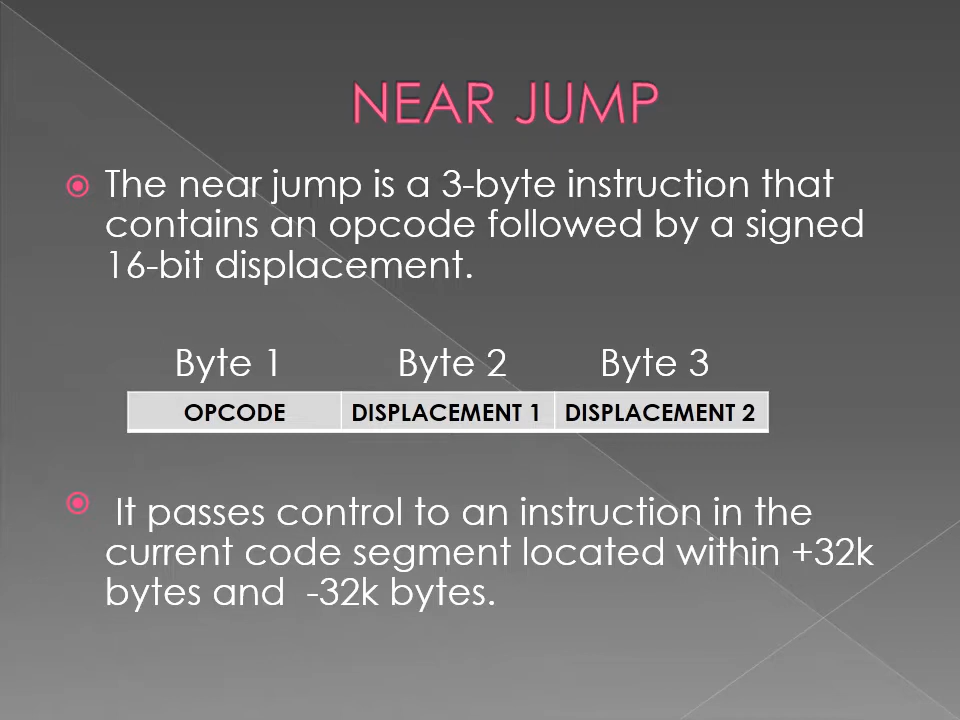 NEAR JUMP
The near jump is a 3-byte instruction that
contains an opcode followed by a signed
16-bit displacement.
Byte 1 Byte 2 Byte 3
OPCODE DISPLACEMENT 1 DISPLACEMENT 2
It passes control to an instruction in the
current code segment located within +32k
bytes and -32k bytes.